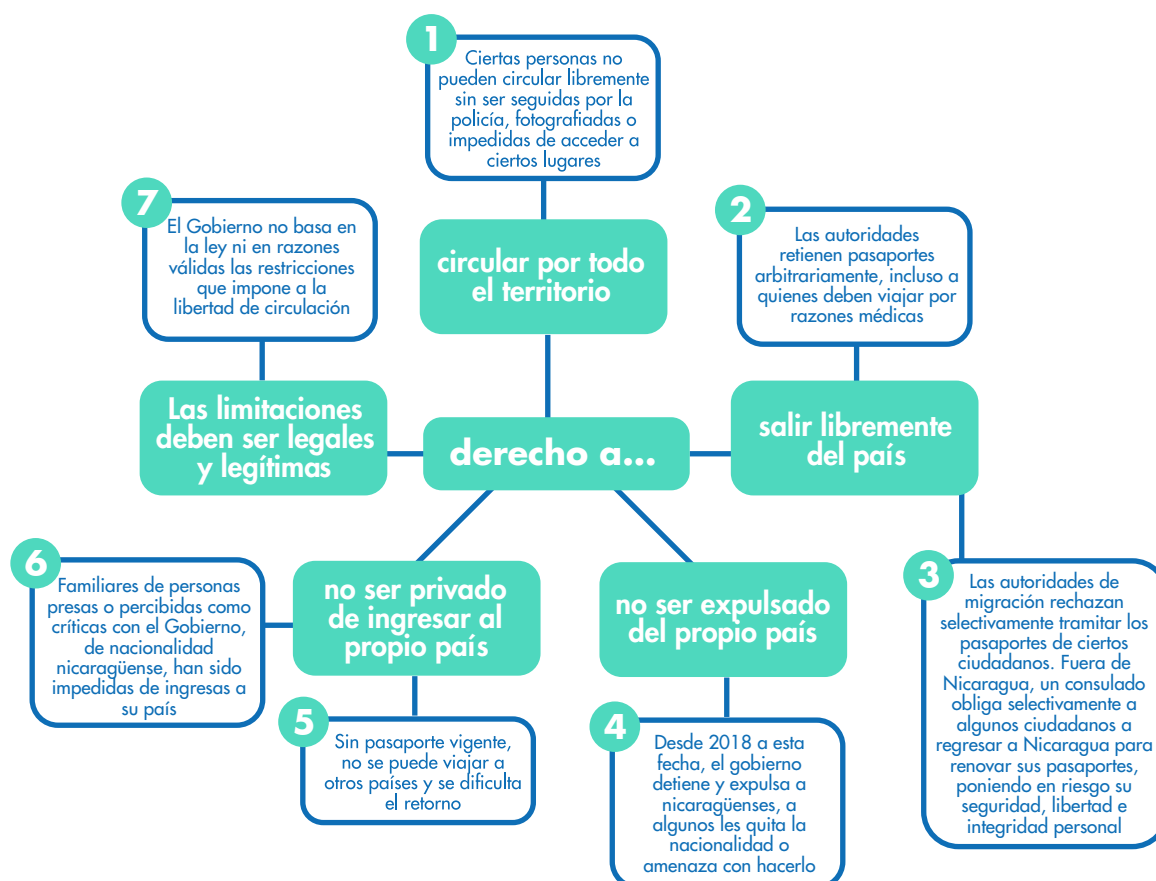 1
Ciertas personas no
pueden circular libremente
sin ser seguidas por la
policía, fotografiadas o
impedidas de acceder a
ciertos lugares
circular por todo
el territorio
2
Las autoridades
retienen pasaportes
arbitrariamente, incluso a
quienes deben viajar por
razones médicas
salir libremente
del país
3
Las autoridades de
migración rechazan
selectivamente tramitar los
pasaportes de ciertos
ciudadanos. Fuera de
Nicaragua, un consulado
obliga selectivamente a
algunos ciudadanos a
regresar a Nicaragua para
renovar sus pasaportes,
poniendo en riesgo su
seguridad, libertad e
integridad personal
derecho a...
no ser expulsado
del propio país
4
Desde 2018 a esta
fecha, el gobierno
detiene y expulsa a
nicaragüenses, a
algunos les quita la
nacionalidad o
amenaza con hacerlo
no ser privado
de ingresar al
propio país
5
Sin pasaporte vigente,
no se puede viajar a
otros países y se dificulta
el retorno
6
Familiares de personas
presas o percibidas como
críticas con el Gobierno,
de nacionalidad
nicaragüense, han sido
impedidas de ingresas a
su país
7
El Gobierno no basa en
la ley ni en razones
válidas las restricciones
que impone a la
libertad de circulación
Las limitaciones
deben ser legales
y legítimas